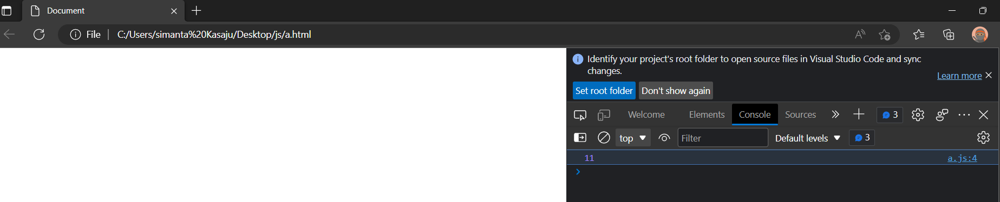 Document
File
C:/Users/simanta%20Kasaju/Desktop/js/a.html
Identify your project's root folder to open source files in Visual Studio Code and sync
changes.
Learn more
Set root folder Don't show again
Welcome Elements Console Sources 3
top Filter Default levels 3
11 a.js:4